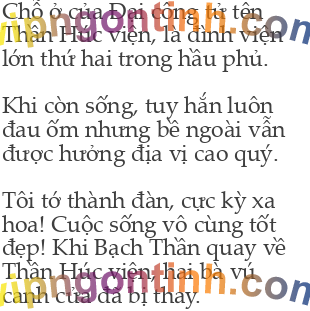 Chỗ ở của Đại công tử tên
Thần Húc viện, là đình viện
lớn thứ hai trong hầu phủ.
Khi còn sống, tuy hắn luôn
đau ốm nhưng bề ngoài vẫn
được hưởng địa vị cao quý.
Tôi tớ thành đàn, cực kỳ xa
hoa! Cuộc sống vô cùng tốt
đẹp! Khi Bạch Thần quay về
Thần Húc viện, hai bà vú
canh cửa đã bị thay.
vipngontinh.com
vipngontinh.com